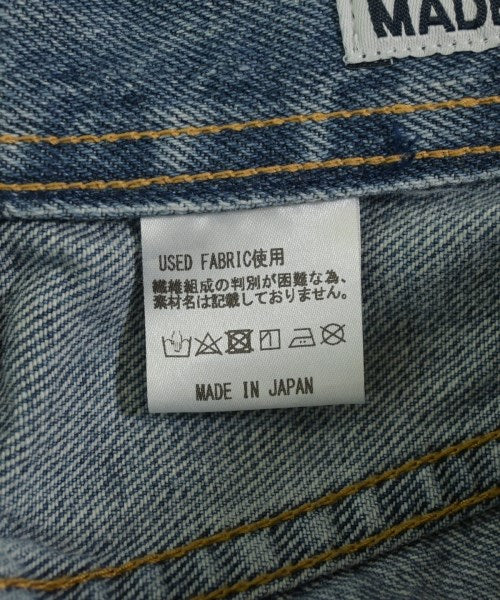 MADE
USED FABRIC使用
繊維組成の判別が困難な為、
素材名は記載しておりません。
MADE IN JAPAN